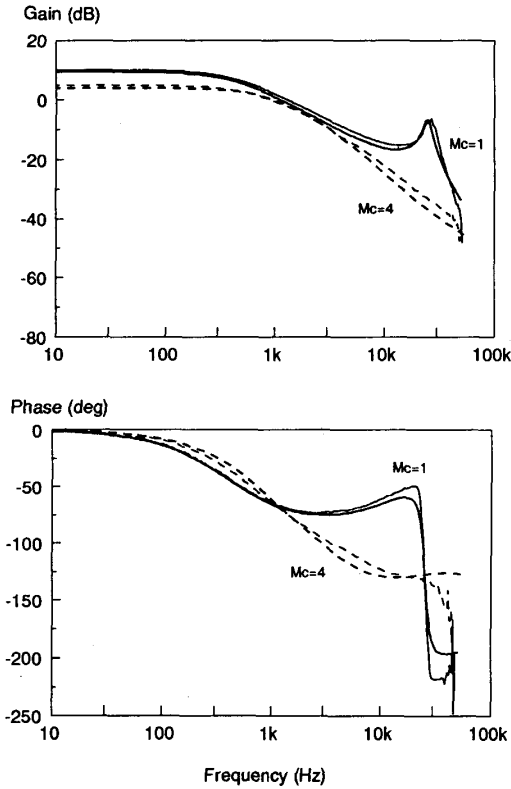 Gain (dB)
20
0
-20
-40
-60
-80
Mc=1
Mc=4
10
100
1k
10k
100k
Phase (deg)
0
-50
-100
-150
-200
-250
Mc=1
Mc=4
10
100
1k
10k
100k
Frequency (Hz)